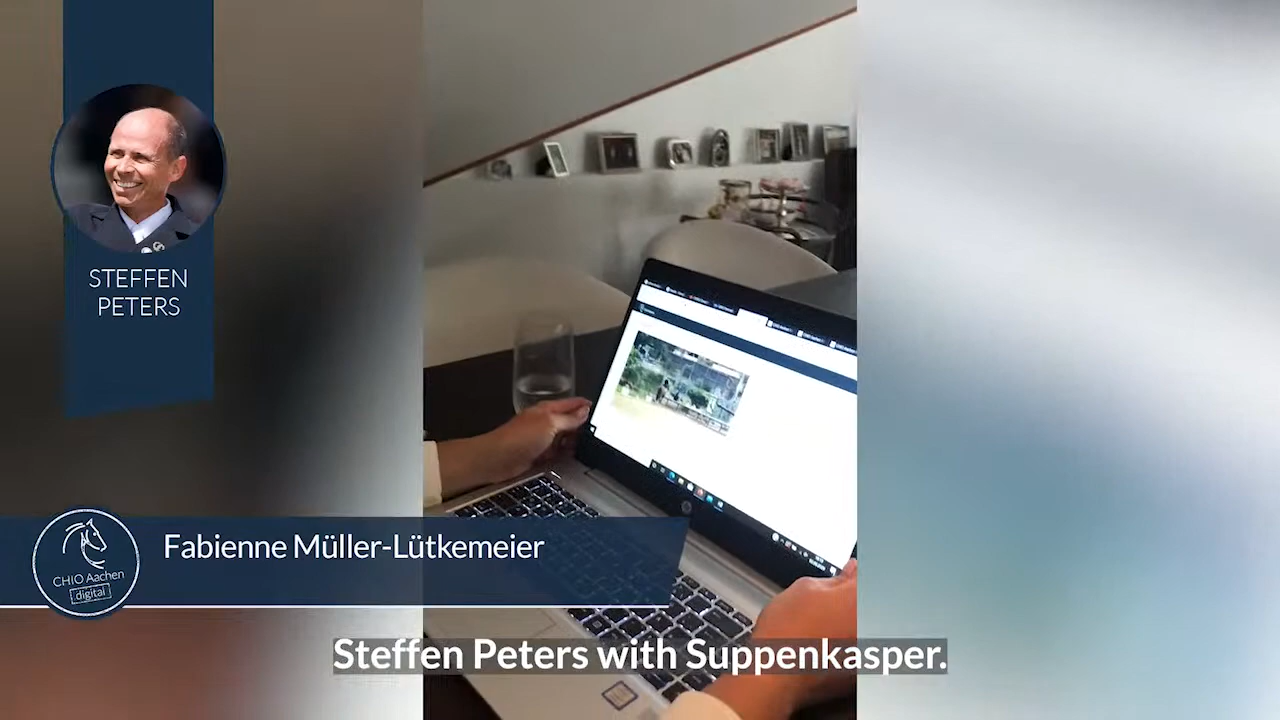 STEFFEN
PETERS
Fabienne Müller-Lütkemeier
CHIO Aachen
digital
Steffen Peters with Suppenkasper.